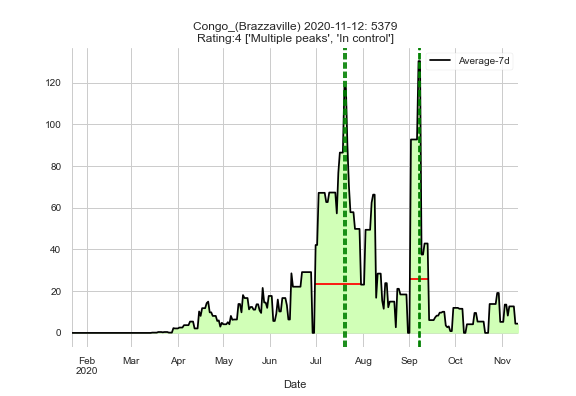 Congo_(Brazzaville) 2020-11-12: 5379
Rating:4 ['Multiple peaks', 'In control']
Average-7d
120
100
80
60
40
20
0
Feb Mar Apr May Jun Jul Aug Sep Oct Nov
2020
Date